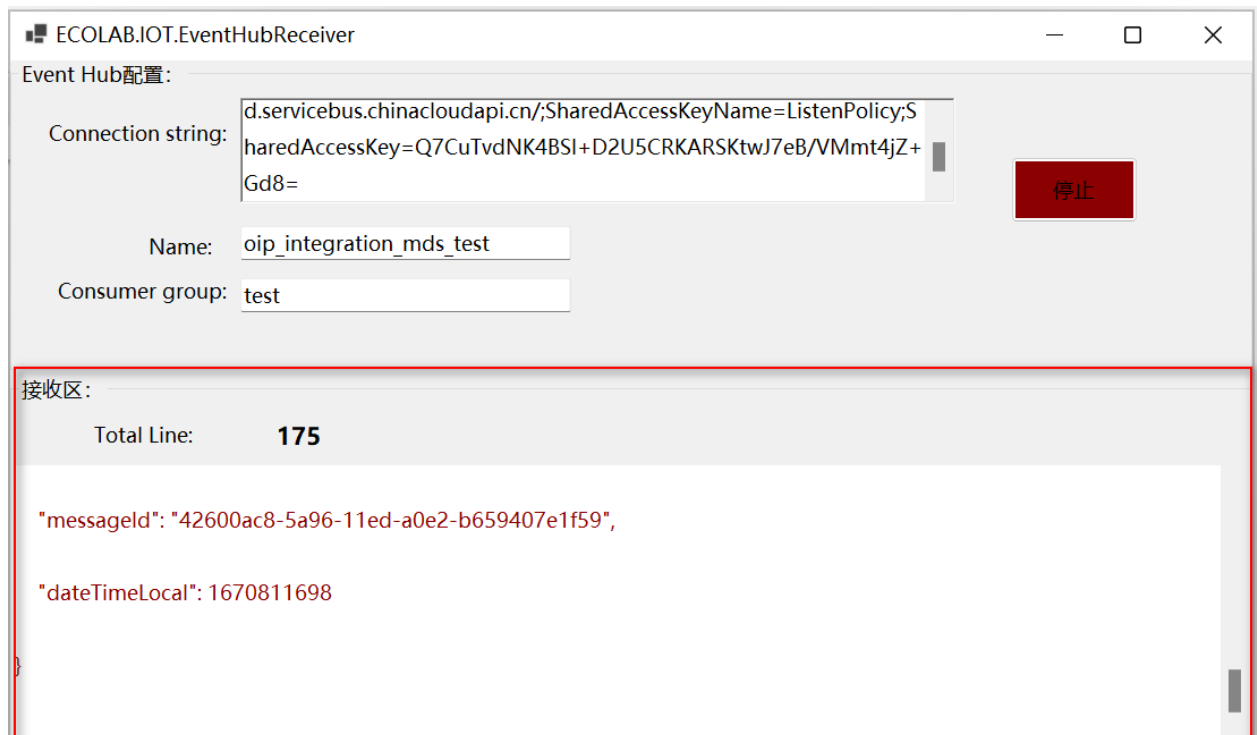 ECOLAB.IOT.EventHubReceiver
Event Hub配置：
Connection string:
d.servicebus.chinacloudapi.cn/;SharedAccessKeyName=ListenPolicy;S
haredAccessKey=Q7CuTvdNK4BSI+D2U5CRKARSKtwJ7eB/VMmt4jZ+
Gd8=
停止
Name: oip_integration_mds_test
Consumer group: test
接收区：
Total Line: 175
"messageId": "42600ac8-5a96-11ed-a0e2-b659407e1f59",
"dateTimeLocal": 1670811698
}